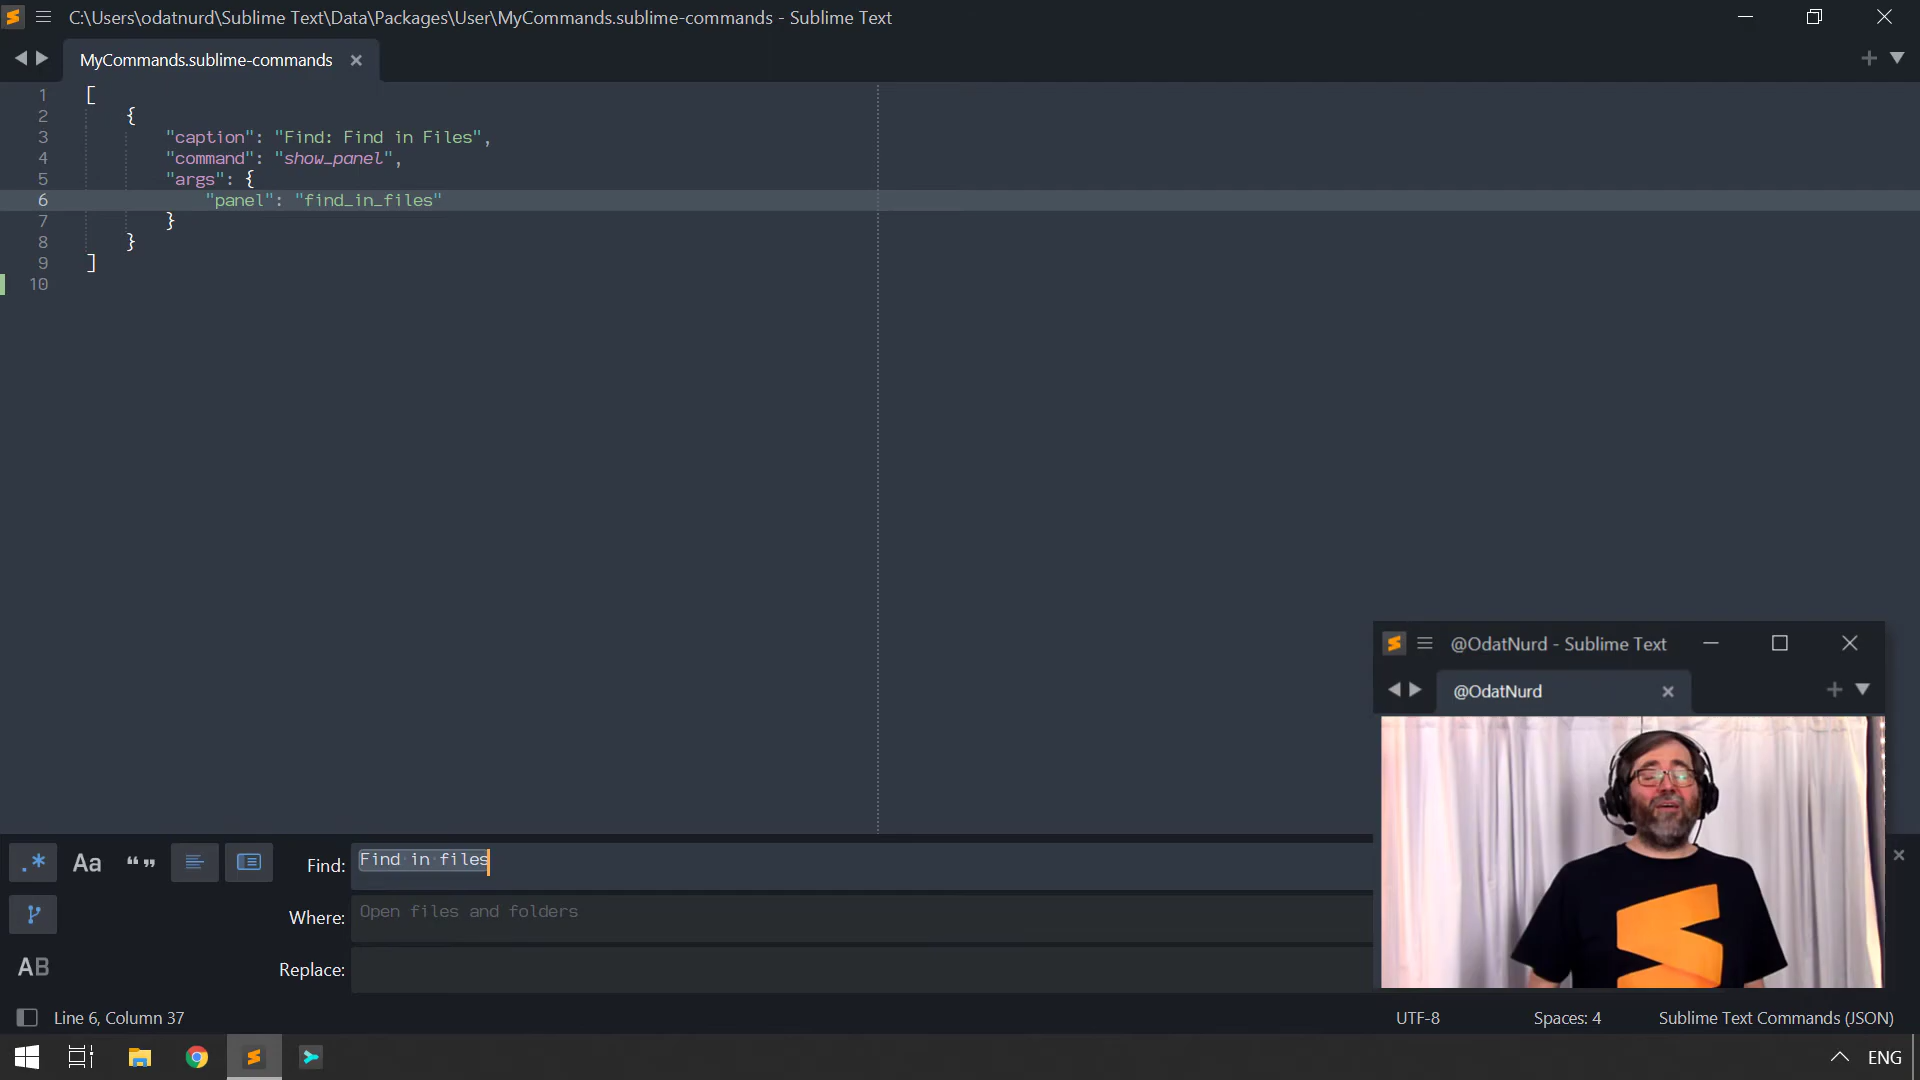 C:\Users\odatnurd\Sublime Text\Data\Packages\User\MyCommands.sublime-commands - Sublime Text
MyCommands.sublime-commands
1 [
2 {
3 "caption": "Find: Find in Files",
4 "command": "show_panel",
5 "args": {
6 "panel": "find_in_files"
7 }
8 }
9 ]
10
@OdatNurd - Sublime Text
@OdatNurd
.* Aa “ ” Find: Find in files
Where: Open files and folders
AB Replace:
Line 6, Column 37 UTF-8 Spaces: 4 Sublime Text Commands (JSON)
ENG